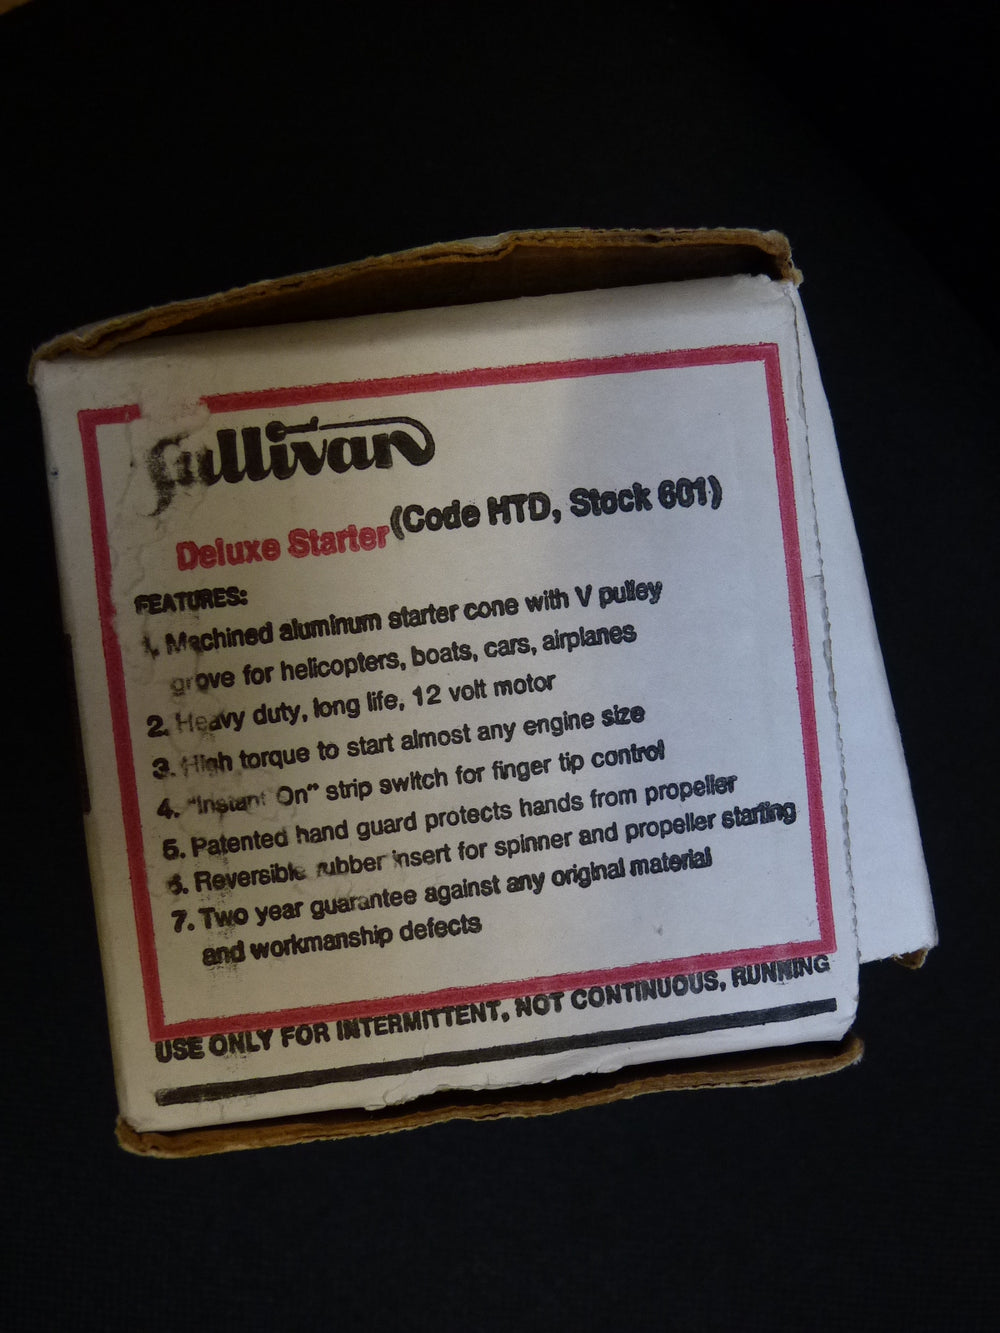 Sullivan
Deluxe Starter (Code HTD, Stock 601)
FEATURES:
1. Machined aluminum starter cone with V pulley
grove for helicopters, boats, cars, airplanes
2. Heavy duty, long life, 12 volt motor
3. High torque to start almost any engine size
4. "Instant On" strip switch for finger tip control
5. Patented hand guard protects hands from propeller
6. Reversible rubber insert for spinner and propeller starting
7. Two year guarantee against any original material
and workmanship defects
USE ONLY FOR INTERMITTENT, NOT CONTINUOUS, RUNNING